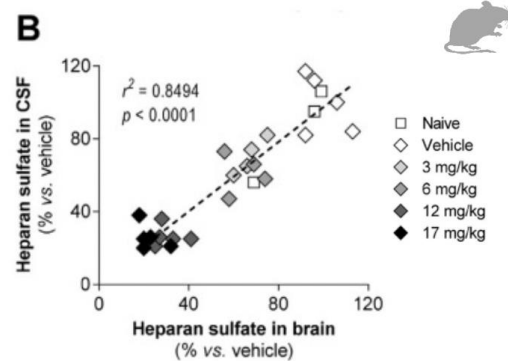 B
Heparan sulfate in CSF
(% vs. vehicle)
120
80
40
0
r² = 0.8494
p < 0.0001
0 40 80 120
Heparan sulfate in brain
(% vs. vehicle)
Naive
Vehicle
3 mg/kg
6 mg/kg
12 mg/kg
17 mg/kg